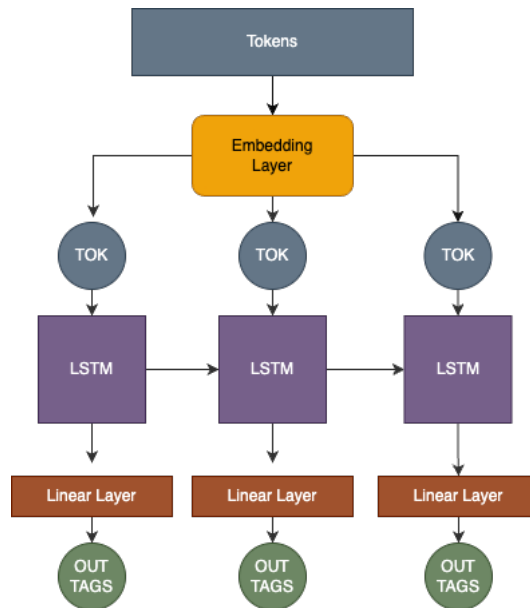 Tokens
Embedding
Layer
TOK
TOK
TOK
LSTM
LSTM
LSTM
Linear Layer
Linear Layer
Linear Layer
OUT
TAGS
OUT
TAGS
OUT
TAGS